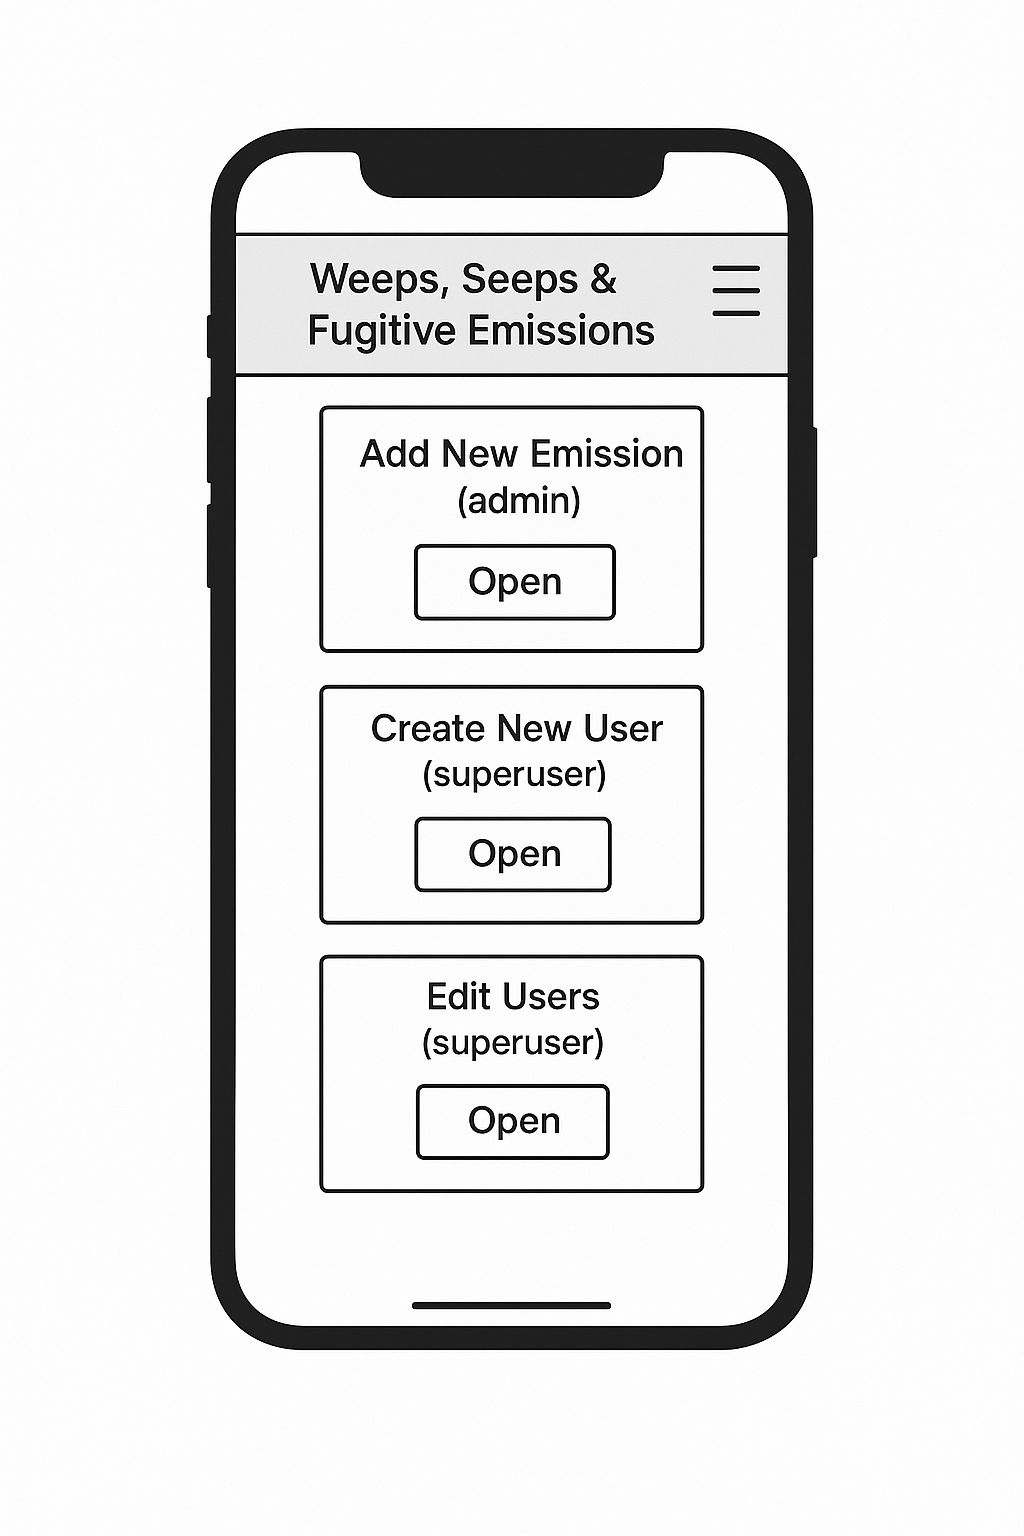 Weeps, Seeps &
Fugitive Emissions
Add New Emission
(admin)
Open
Create New User
(superuser)
Open
Edit Users
(superuser)
Open